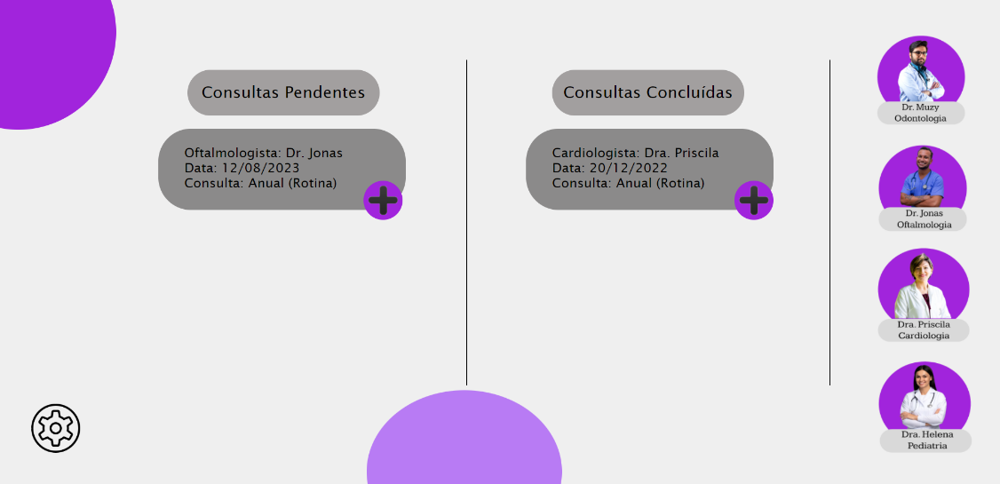 Consultas Pendentes
Oftalmologista: Dr. Jonas
Data: 12/08/2023
Consulta: Anual (Rotina)
Consultas Concluídas
Cardiologista: Dra. Priscila
Data: 20/12/2022
Consulta: Anual (Rotina)
Dr. Muzy
Odontologia
Dr. Jonas
Oftalmologia
Dra. Priscila
Cardiologia
Dra. Helena
Pediatria